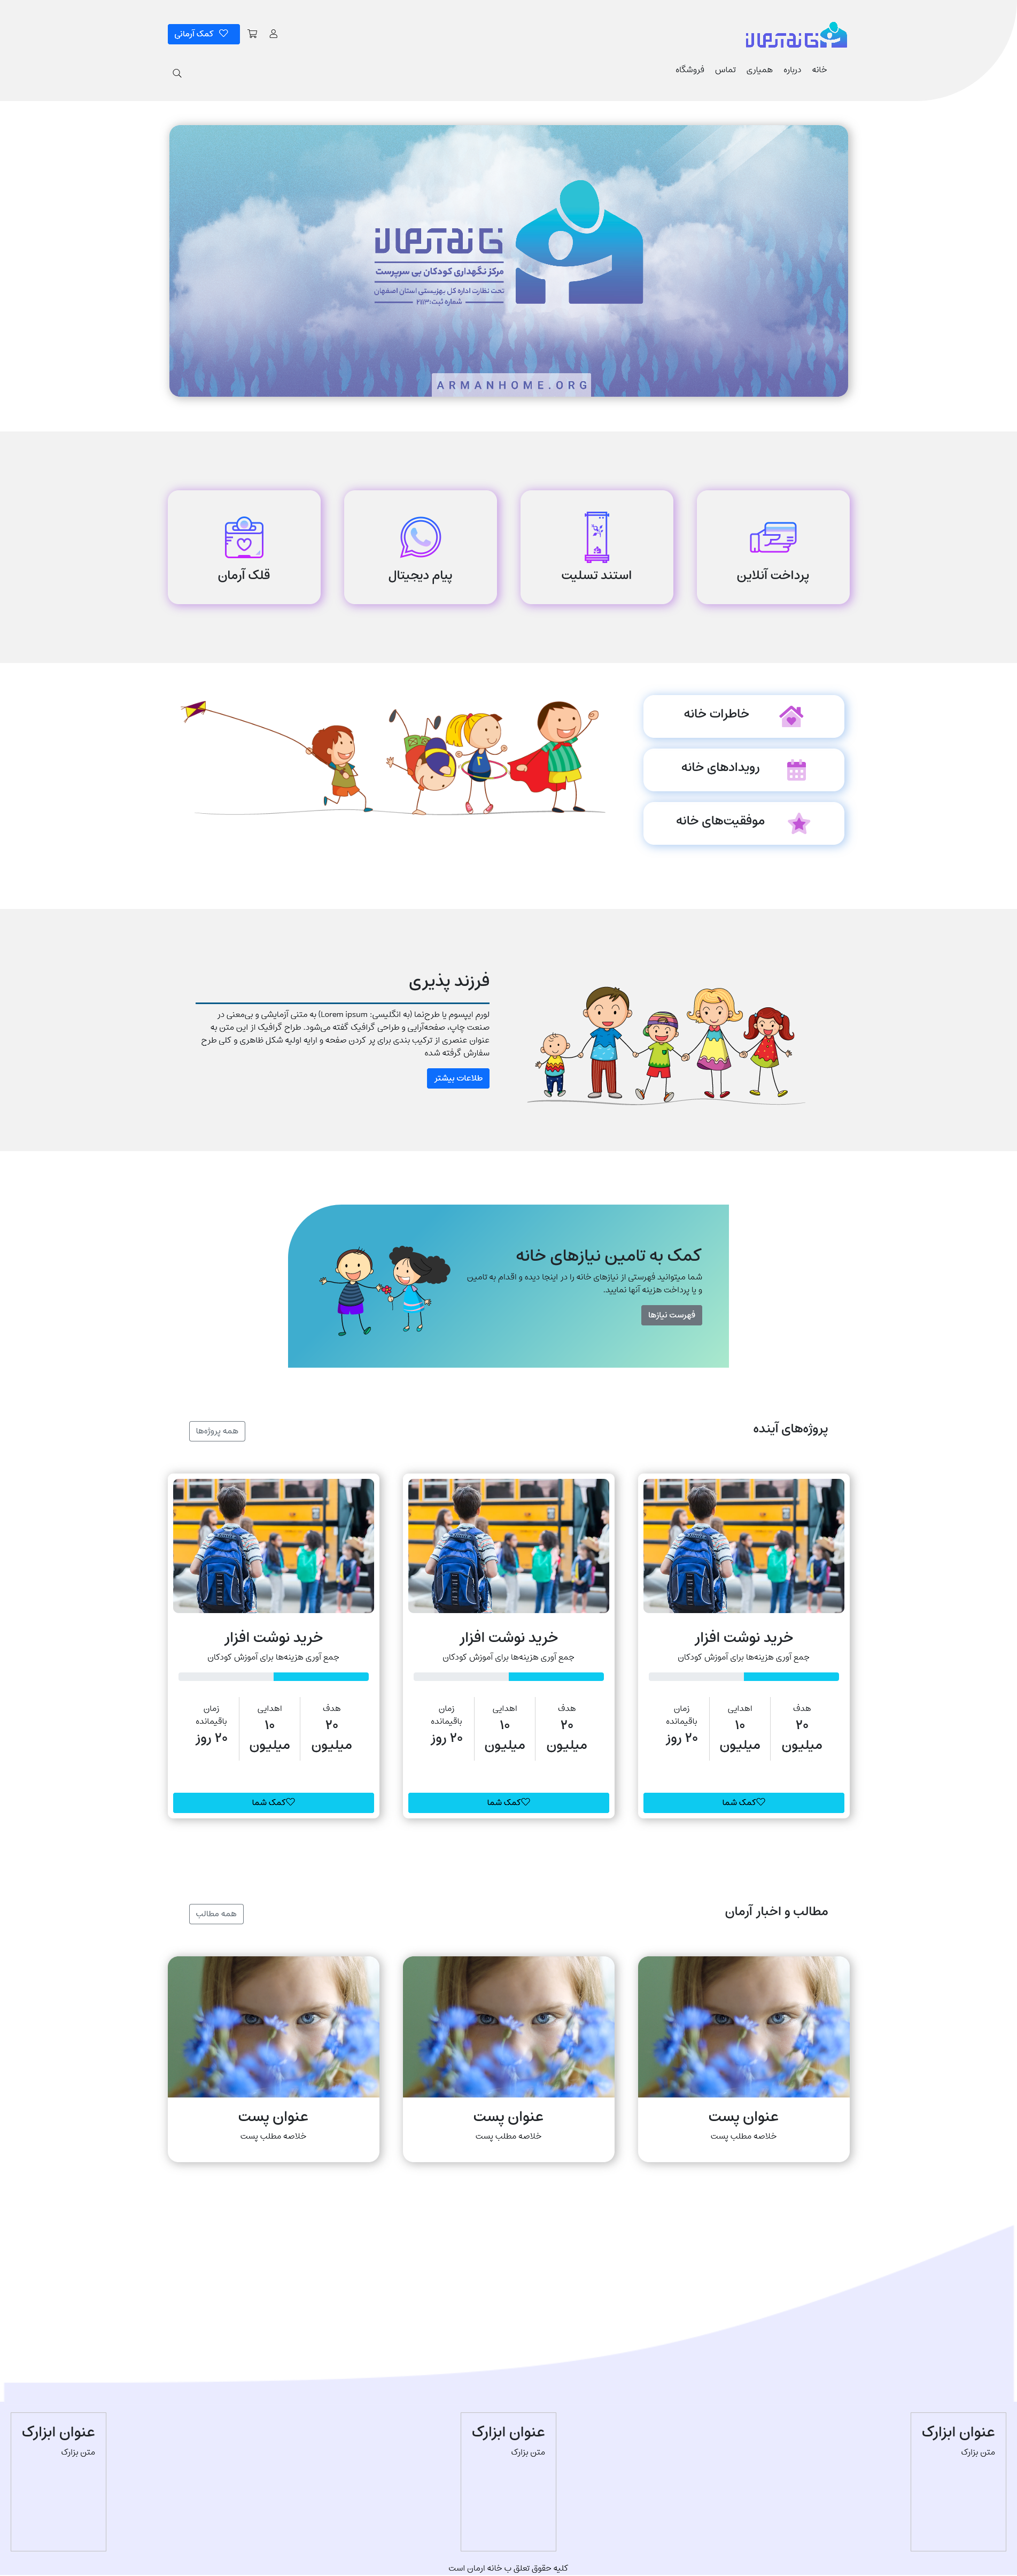 خانه آرمان
کمک آرمانی
خانه
درباره
همیاری
تماس
فروشگاه
خانه آرمان
مرکز نگهداری کودکان بی سرپرست
تحت نظارت اداره کل بهزیستی استان اصفهان
شماره ثبت:۲۱۱۳
ARMANHOME.ORG
پرداخت آنلاین
استند تسلیت
پیام دیجیتال
قلک آرمان
خاطرات خانه
رویدادهای خانه
موفقیت‌های خانه
فرزند پذیری
لورم ایپسوم یا طرح‌نما (به انگلیسی: Lorem ipsum) به متنی آزمایشی و بی‌معنی در
صنعت چاپ، صفحه‌آرایی و طراحی گرافیک گفته می‌شود. طراح گرافیک از این متن به
عنوان عنصری از ترکیب بندی برای پر کردن صفحه و ارایه اولیه شکل ظاهری و کلی طرح
سفارش گرفته شده
طلاعات بیشتر
کمک به تامین نیازهای خانه
شما میتوانید فهرستی از نیازهای خانه را در اینجا دیده و اقدام به تامین
و یا پرداخت هزینه آنها نمایید.
فهرست نیازها
پروژه‌های آینده
همه پروژه‌ها
خرید نوشت افزار
جمع آوری هزینه‌ها برای آموزش کودکان
هدف
۲۰
میلیون
اهدایی
۱۰
میلیون
زمان
باقیمانده
۲۰ روز
کمک شما
خرید نوشت افزار
جمع آوری هزینه‌ها برای آموزش کودکان
هدف
۲۰
میلیون
اهدایی
۱۰
میلیون
زمان
باقیمانده
۲۰ روز
کمک شما
خرید نوشت افزار
جمع آوری هزینه‌ها برای آموزش کودکان
هدف
۲۰
میلیون
اهدایی
۱۰
میلیون
زمان
باقیمانده
۲۰ روز
کمک شما
مطالب و اخبار آرمان
همه مطالب
عنوان پست
خلاصه مطلب پست
عنوان پست
خلاصه مطلب پست
عنوان پست
خلاصه مطلب پست
عنوان ابزارک
متن بزارک
عنوان ابزارک
متن بزارک
عنوان ابزارک
متن بزارک
کلیه حقوق تعلق ب خانه ارمان است